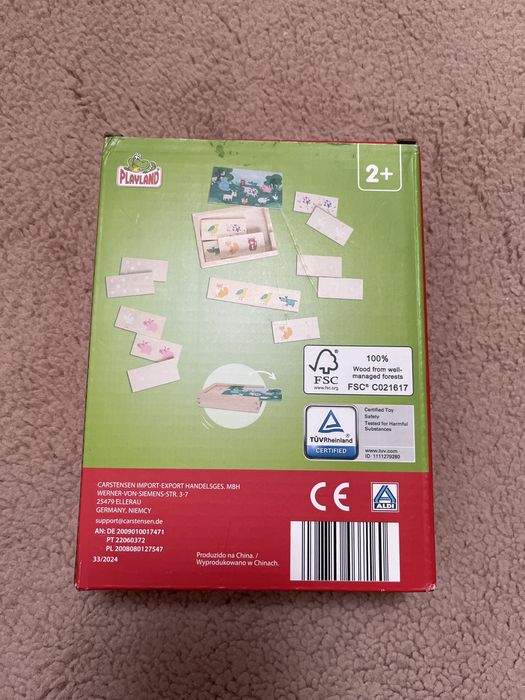 PLAYLAND
2+
FSC
www.fsc.org
100%
Wood from well-
managed forests
FSC® C021617
TÜVRheinland
CERTIFIED
Certified Toy
Safety
Tested for Harmful
Substances
www.tuv.com
ID 1111279280
CARSTENSEN IMPORT-EXPORT HANDELSGES. MBH
WERNER-VON-SIEMENS-STR. 3-7
25479 ELLERAU
GERMANY, NIEMCY
support@carstensen.de
AN: DE 2009010017471
PT 22060372
PL 2008080127547
33/2024
Produzido na China. /
Wyprodukowano w Chinach.
CE
ALDI